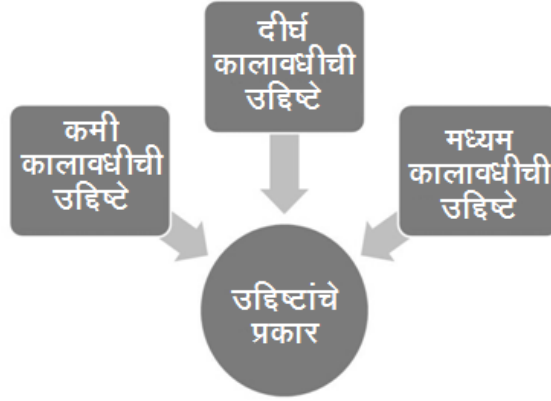 दीर्घ
कालावधीची
उद्दिष्टे
कमी
कालावधीची
उद्दिष्टे
मध्यम
कालावधीची
उद्दिष्टे
उद्दिष्टांचे
प्रकार